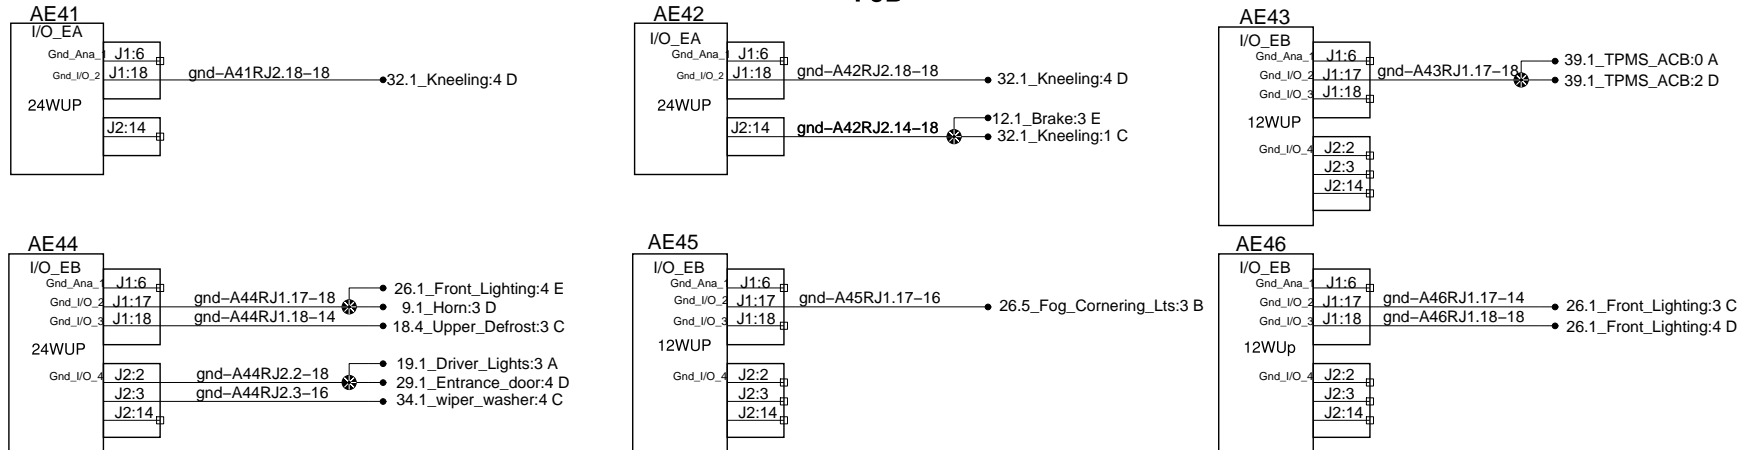 AE41
I/O_EA
Gnd_Ana_1 J1:6
Gnd_I/O_2 J1:18 gnd-A41RJ2.18-18 32.1_Kneeling:4 D
24WUP
J2:14
AE42
I/O_EA
Gnd_Ana_1 J1:6
Gnd_I/O_2 J1:18 gnd-A42RJ2.18-18 32.1_Kneeling:4 D
24WUP
12.1_Brake:3 E
J2:14 gnd-A42RJ2.14-18 32.1_Kneeling:1 C
AE43
I/O_EB
Gnd_Ana_1 J1:6 39.1_TPMS_ACB:0 A
Gnd_I/O_2 J1:17 gnd-A43RJ1.17-18 39.1_TPMS_ACB:2 D
Gnd_I/O_3 J1:18
12WUP
Gnd_I/O_4 J2:2
J2:3
J2:14
AE44
I/O_EB
Gnd_Ana_1 J1:6 26.1_Front_Lighting:4 E
Gnd_I/O_2 J1:17 gnd-A44RJ1.17-18 9.1_Horn:3 D
Gnd_I/O_3 J1:18 gnd-A44RJ1.18-14 18.4_Upper_Defrost:3 C
24WUP
19.1_Driver_Lights:3 A
Gnd_I/O_4 J2:2 gnd-A44RJ2.2-18 29.1_Entrance_door:4 D
J2:3 gnd-A44RJ2.3-16 34.1_wiper_washer:4 C
J2:14
AE45
I/O_EB
Gnd_Ana_1 J1:6
Gnd_I/O_2 J1:17 gnd-A45RJ1.17-16 26.5_Fog_Cornering_Lts:3 B
Gnd_I/O_3 J1:18
12WUP
Gnd_I/O_4 J2:2
J2:3
J2:14
AE46
I/O_EB
Gnd_Ana_1 J1:6
Gnd_I/O_2 J1:17 gnd-A46RJ1.17-14 26.1_Front_Lighting:3 C
Gnd_I/O_3 J1:18 gnd-A46RJ1.18-18 26.1_Front_Lighting:4 D
12WUp
Gnd_I/O_4 J2:2
J2:3
J2:14